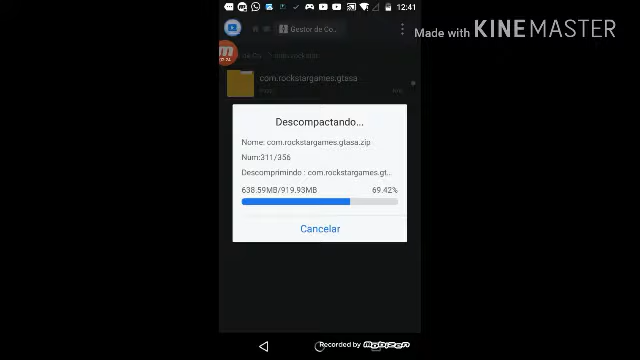 12:41
Made with KINEMASTER
Gestor de Co...
com.rockstargames.gtasa
Descompactando...
Nome: com.rockstargames.gtasa.zip
Num:311/356
Descomprimindo : com.rockstargames.gt...
638.59MB/919.93MB 69.42%
Cancelar
Recorded by MOBIZEN